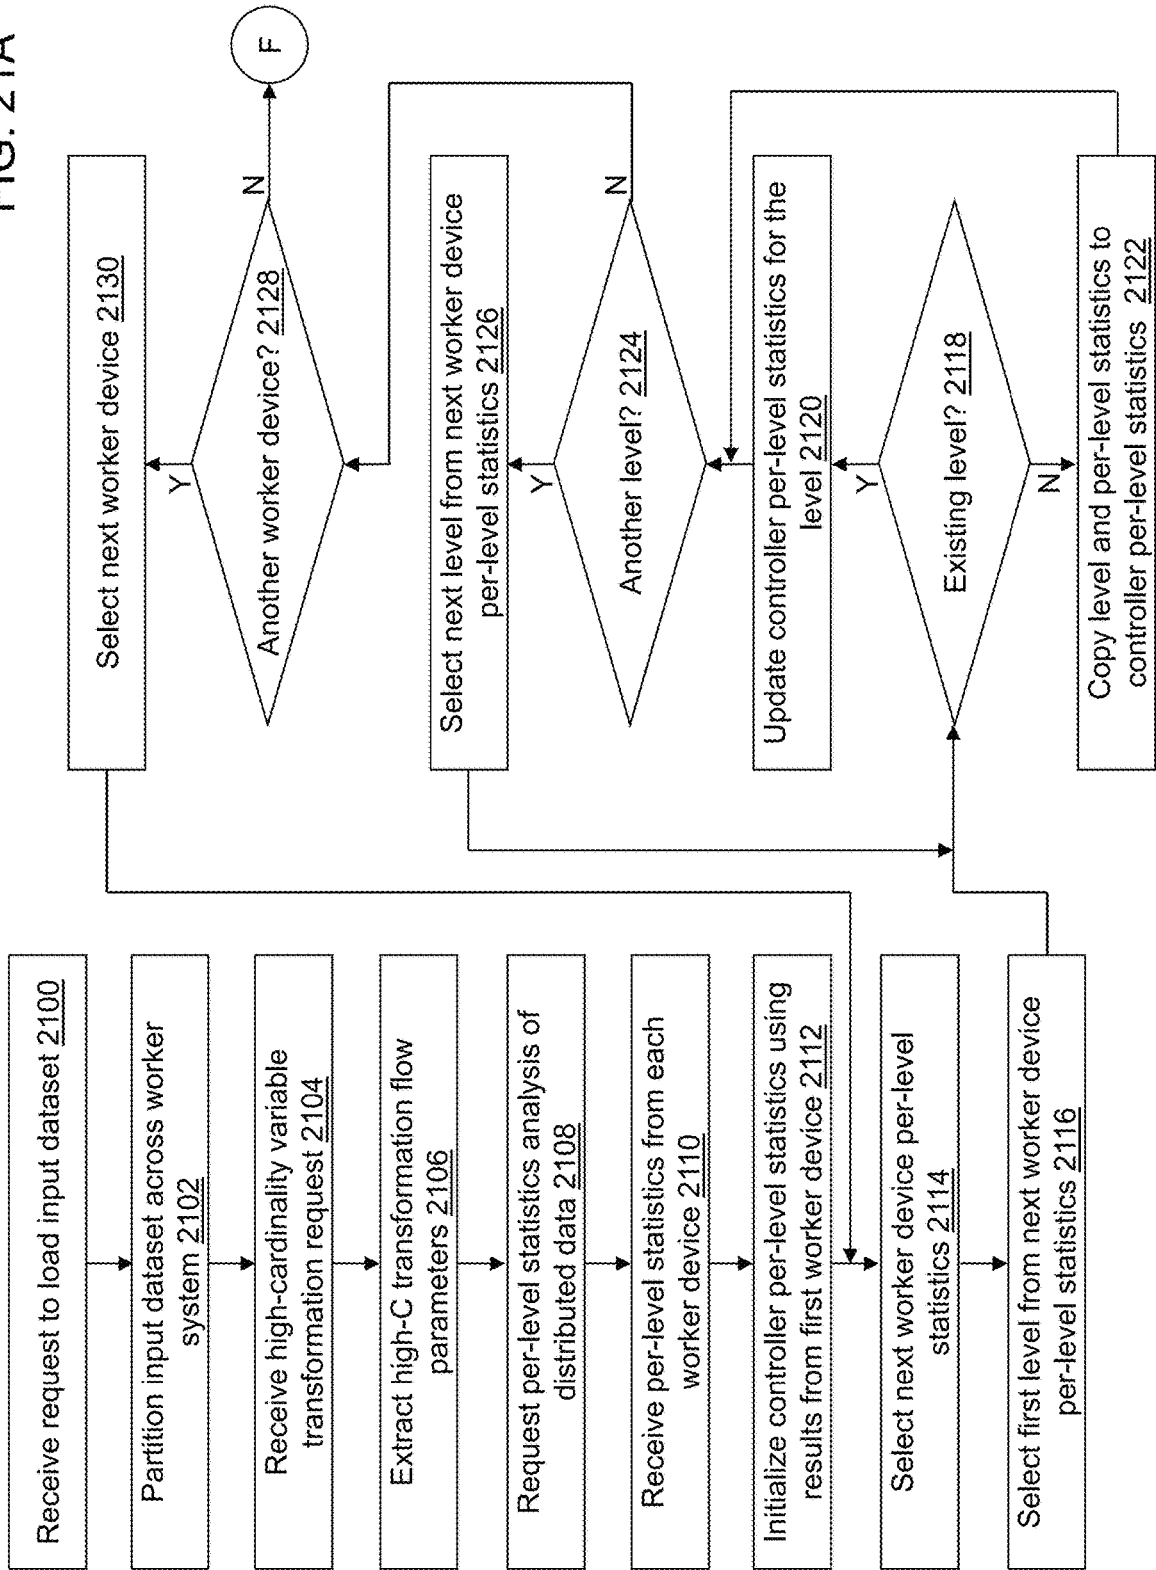 FIG. 21A
Receive request to load input dataset 2100
Partition input dataset across worker
system 2102
Receive high-cardinality variable
transformation request 2104
Extract high-C transformation flow
parameters 2106
Request per-level statistics analysis of
distributed data 2108
Receive per-level statistics from each
worker device 2110
Initialize controller per-level statistics using
results from first worker device 2112
Select next worker device per-level
statistics 2114
Select first level from next worker device
per-level statistics 2116
Select next worker device 2130
Y
Another worker device? 2128
N
F
Select next level from next worker device
per-level statistics 2126
Y
Another level? 2124
N
Update controller per-level statistics for the
level 2120
Y
Existing level? 2118
N
Copy level and per-level statistics to
controller per-level statistics 2122